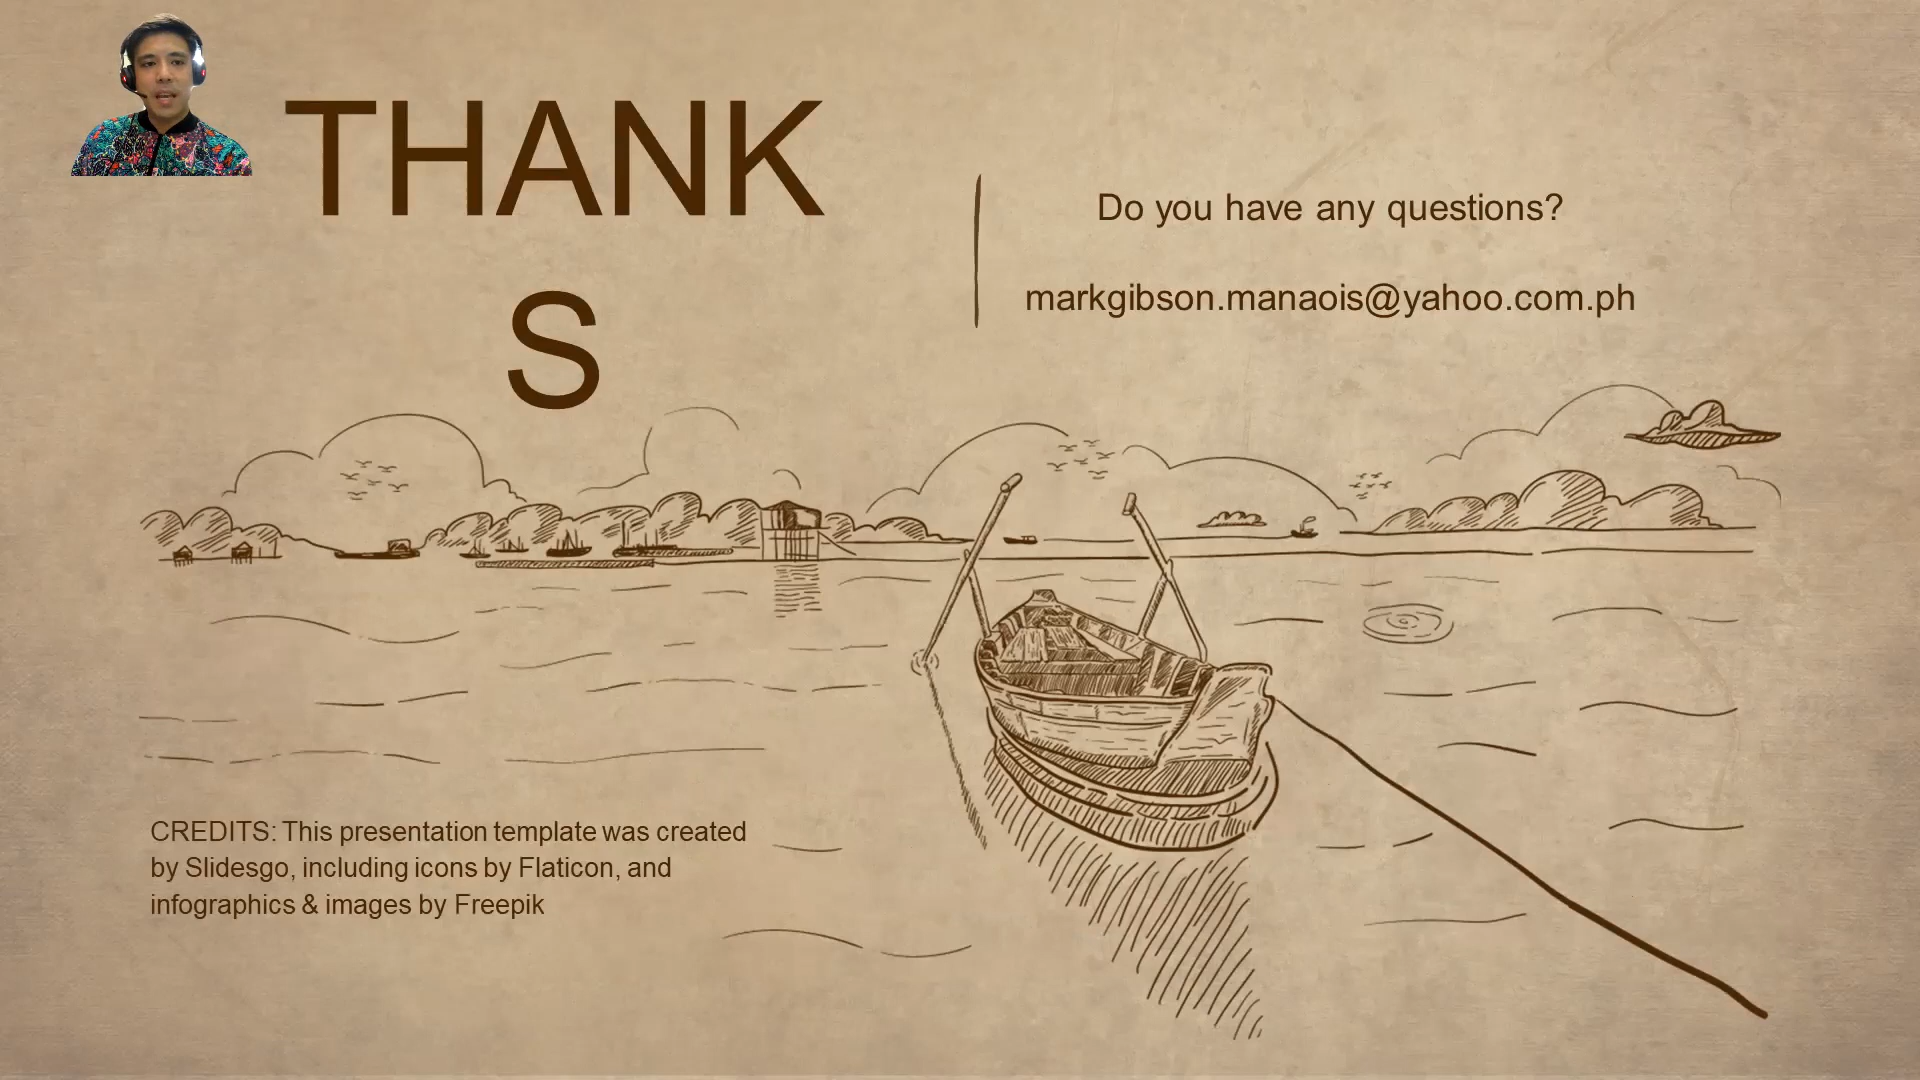 THANK
S
Do you have any questions?
markgibson.manaois@yahoo.com.ph
CREDITS: This presentation template was created
by Slidesgo, including icons by Flaticon, and
infographics & images by Freepik